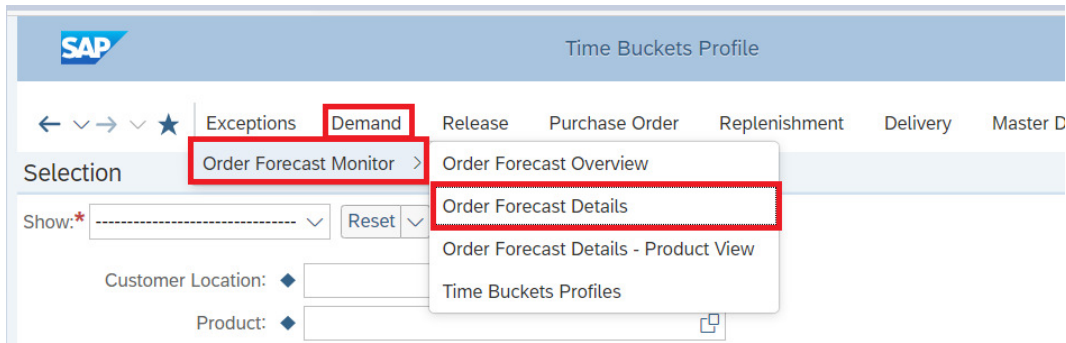 SAP
Time Buckets Profile
Exceptions Demand Release Purchase Order Replenishment Delivery Master D
Order Forecast Monitor > Order Forecast Overview
Selection
Order Forecast Details
Show:* -------------------------------- Reset
Order Forecast Details - Product View
Customer Location:
Time Buckets Profiles
Product: